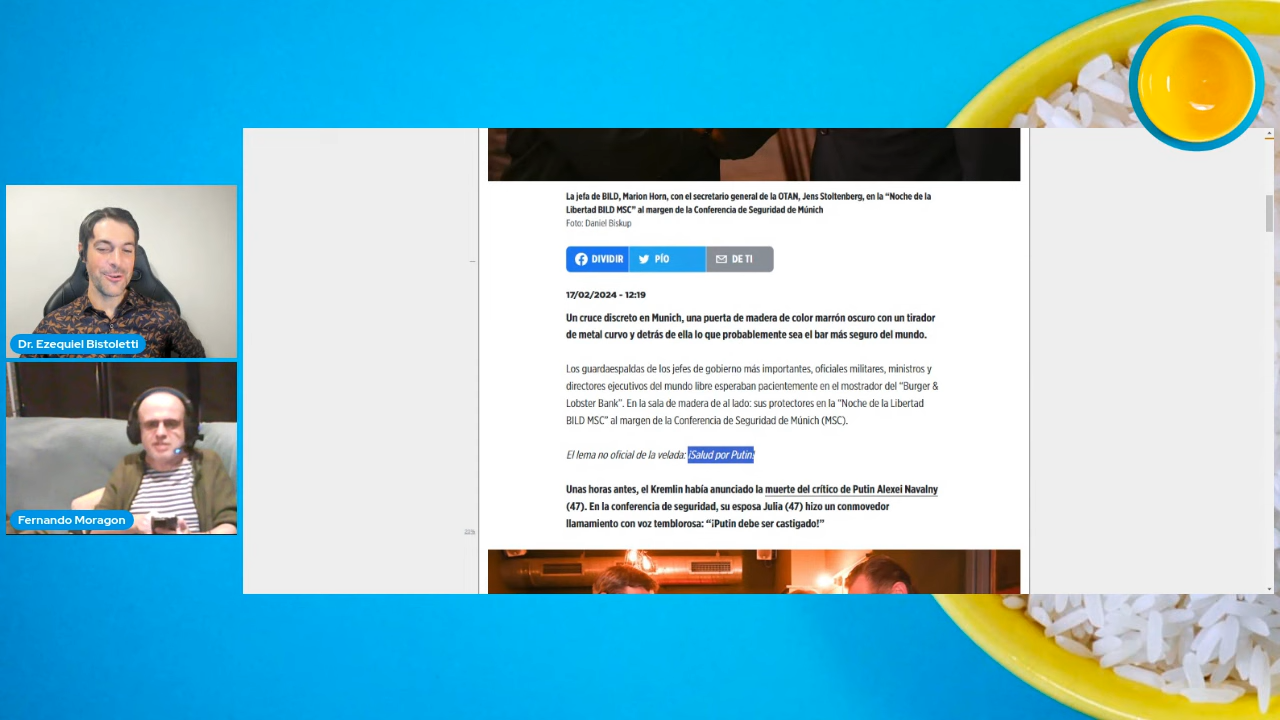 La jefa de BILD, Marion Horn, con el secretario general de la OTAN, Jens Stoltenberg, en la “Noche de la
Libertad BILD MSC” al margen de la Conferencia de Seguridad de Múnich
Foto: Daniel Biskup
DIVIDIR
PÍO
DE TI
17/02/2024 - 12:19
Un cruce discreto en Munich, una puerta de madera de color marrón oscuro con un tirador
de metal curvo y detrás de ella lo que probablemente sea el bar más seguro del mundo.
Los guardaespaldas de los jefes de gobierno más importantes, oficiales militares, ministros y
directores ejecutivos del mundo libre esperaban pacientemente en el mostrador del “Burger &
Lobster Bank”. En la sala de madera de al lado: sus protectores en la “Noche de la Libertad
BILD MSC” al margen de la Conferencia de Seguridad de Múnich (MSC).
El lema no oficial de la velada: ¡Salud por Putin!
Unas horas antes, el Kremlin había anunciado la muerte del crítico de Putin Alexei Navalny
(47). En la conferencia de seguridad, su esposa Julia (47) hizo un conmovedor
llamamiento con voz temblorosa: “¡Putin debe ser castigado!”
Dr. Ezequiel Bistoletti
Fernando Moragon